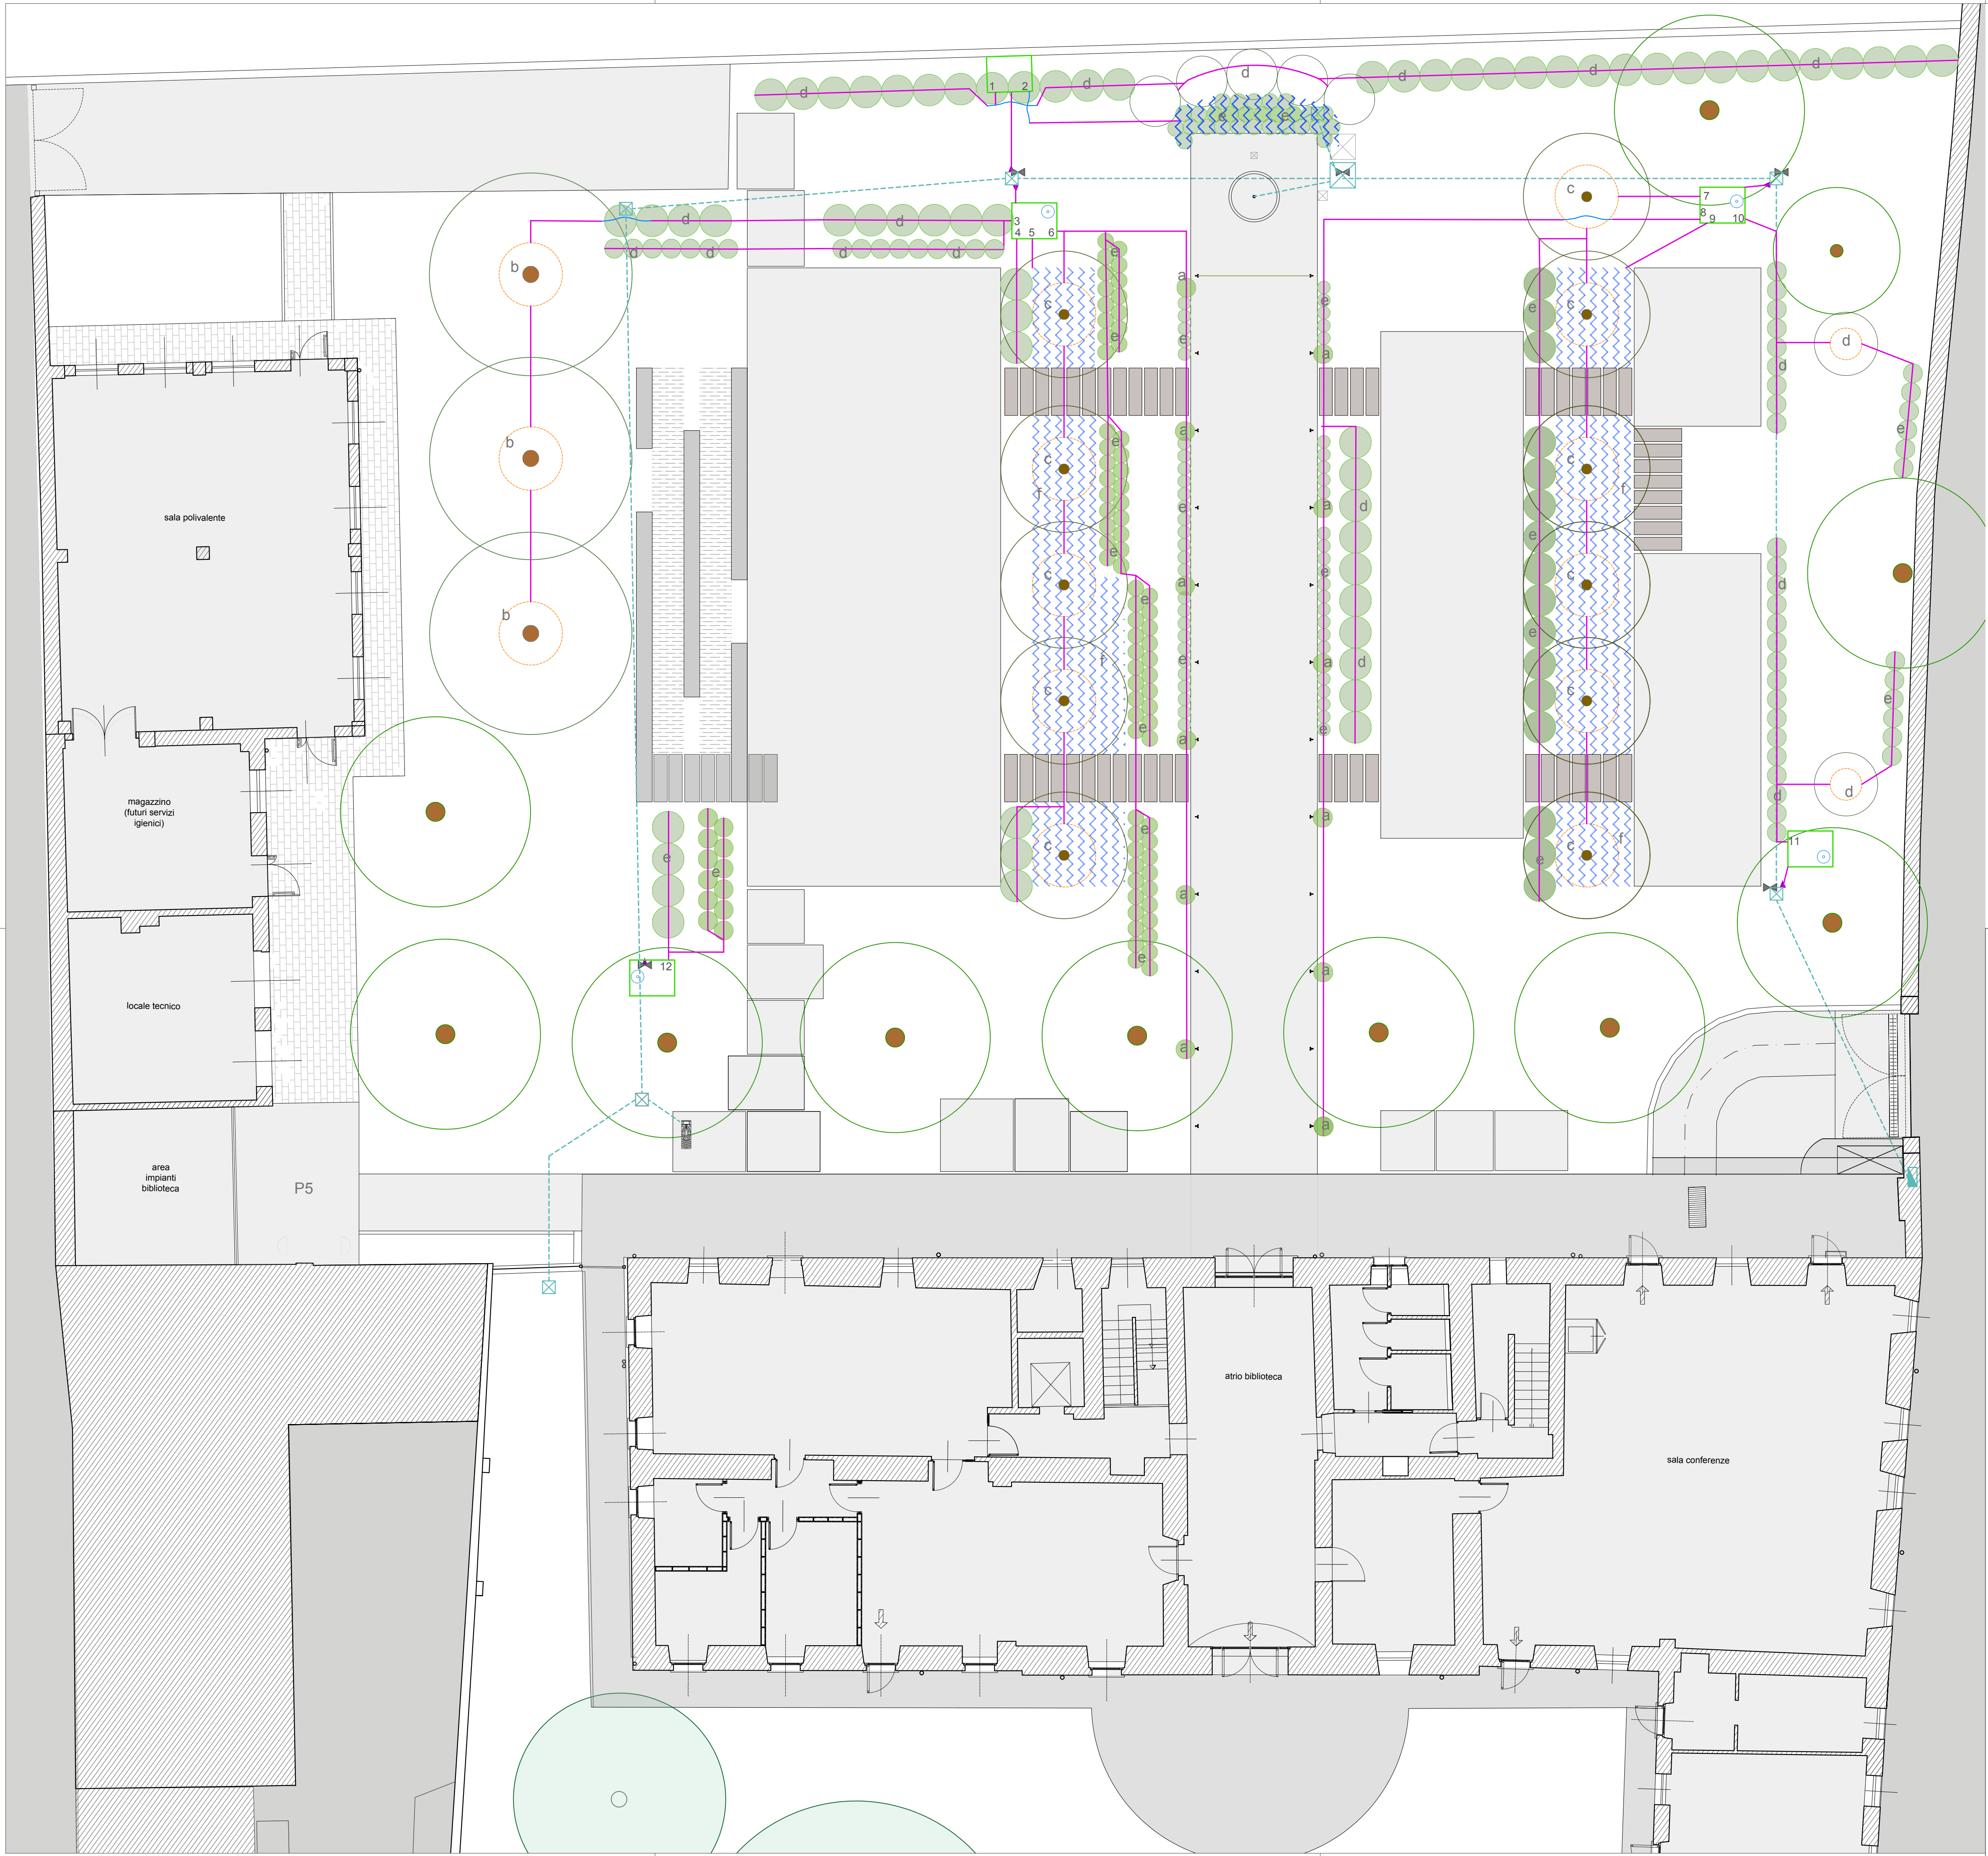 d
d d d
1 2 d d
e e
c 7
8 9 10
3
4 5 6
d d
d d d d
b
e
a
c c
e e
e
e e a d
d
b
e a
c c e
e
sala polivalente
f e a d f
e e
c a e c d
e
b
f e a d e
c c e
e a e
magazzino
(futuri servizi
igienici)
d d
a
e 11
e e c a c f
e
e
12 a
locale tecnico
a
a
area
impianti
biblioteca
P5
atrio biblioteca
sala conferenze